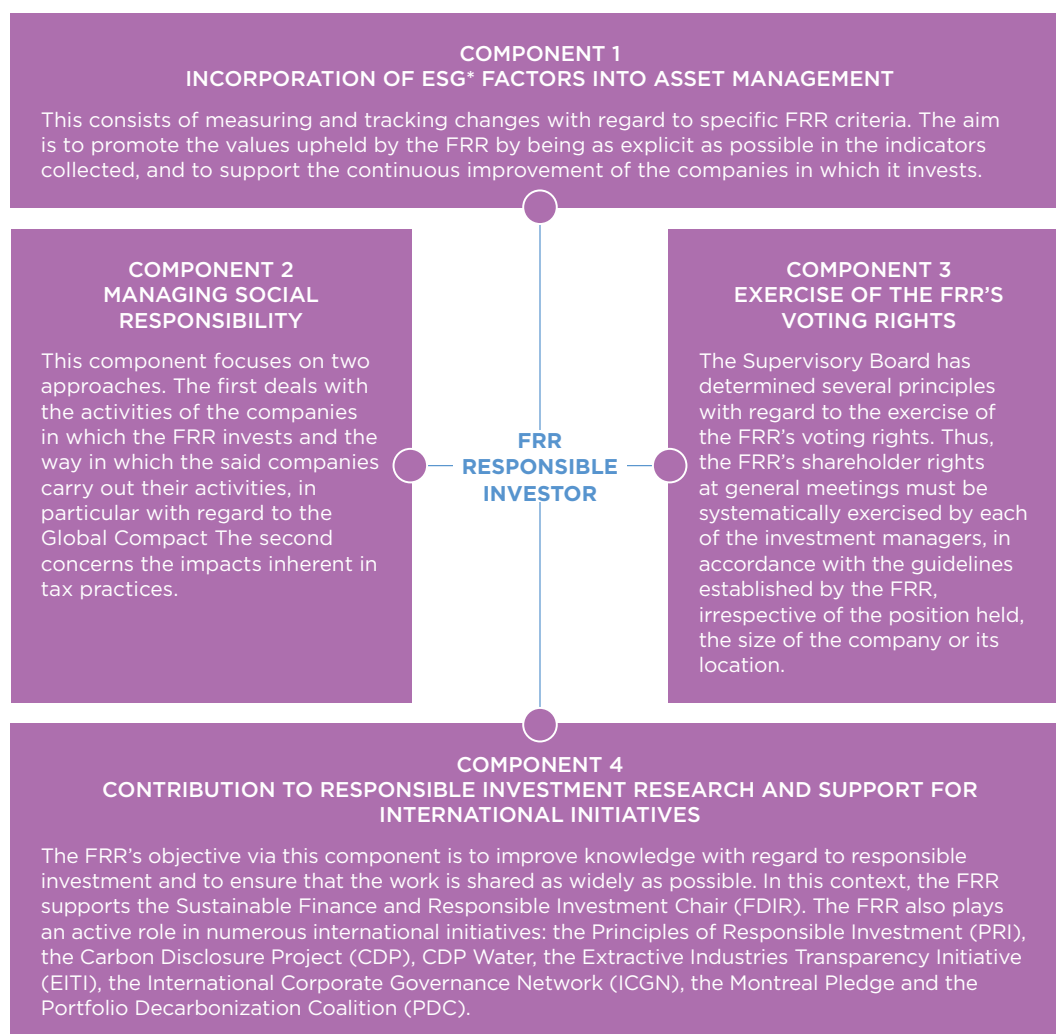 COMPONENT 1
INCORPORATION OF ESG* FACTORS INTO ASSET MANAGEMENT
This consists of measuring and tracking changes with regard to specific FRR criteria. The aim
is to promote the values upheld by the FRR by being as explicit as possible in the indicators
collected, and to support the continuous improvement of the companies in which it invests.
COMPONENT 2
MANAGING SOCIAL
RESPONSIBILITY
This component focuses on two
approaches. The first deals with
the activities of the companies
in which the FRR invests and the
way in which the said companies
carry out their activities, in
particular with regard to the
Global Compact The second
concerns the impacts inherent in
tax practices.
FRR
RESPONSIBLE
INVESTOR
COMPONENT 3
EXERCISE OF THE FRR'S
VOTING RIGHTS
The Supervisory Board has
determined several principles
with regard to the exercise of
the FRR's voting rights. Thus,
the FRR's shareholder rights
at general meetings must be
systematically exercised by each
of the investment managers, in
accordance with the guidelines
established by the FRR,
irrespective of the position held,
the size of the company or its
location.
COMPONENT 4
CONTRIBUTION TO RESPONSIBLE INVESTMENT RESEARCH AND SUPPORT FOR
INTERNATIONAL INITIATIVES
The FRR's objective via this component is to improve knowledge with regard to responsible
investment and to ensure that the work is shared as widely as possible. In this context, the FRR
supports the Sustainable Finance and Responsible Investment Chair (FDIR). The FRR also plays
an active role in numerous international initiatives: the Principles of Responsible Investment (PRI),
the Carbon Disclosure Project (CDP), CDP Water, the Extractive Industries Transparency Initiative
(EITI), the International Corporate Governance Network (ICGN), the Montreal Pledge and the
Portfolio Decarbonization Coalition (PDC).